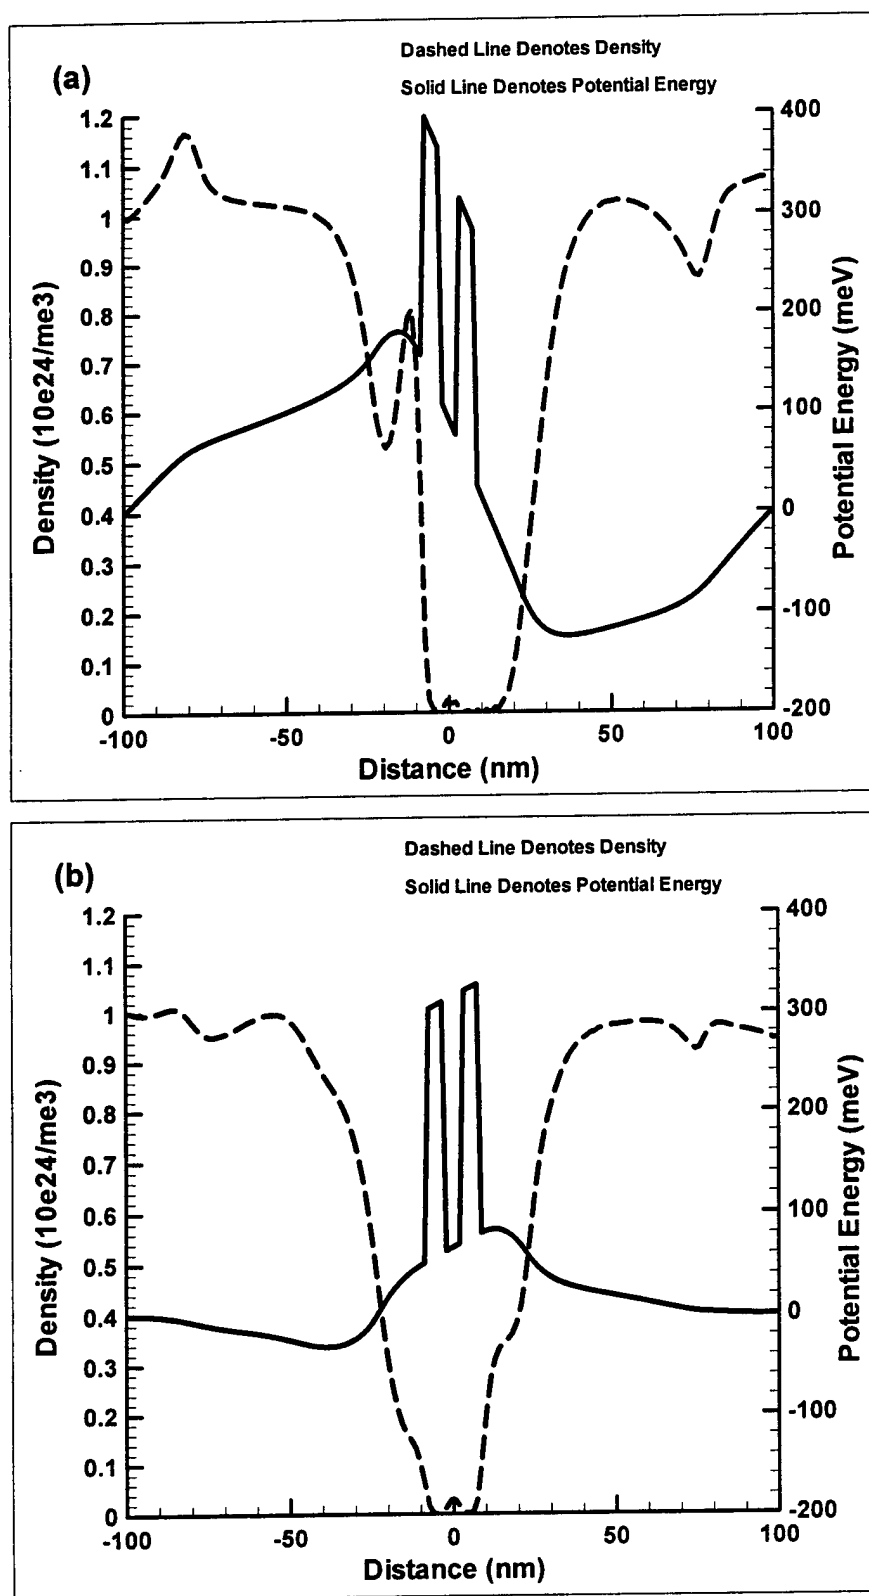 Dashed Line Denotes Density
(a)
Solid Line Denotes Potential Energy
1.2
1.1
1
0.9
0.8
0.7
0.6
0.5
0.4
0.3
0.2
0.1
0
Density (10e24/me3)
400
300
200
100
0
-100
-200
Potential Energy (meV)
-100 -50 0 50 100
Distance (nm)
Dashed Line Denotes Density
(b)
Solid Line Denotes Potential Energy
1.2
1.1
1
0.9
0.8
0.7
0.6
0.5
0.4
0.3
0.2
0.1
0
Density (10e24/me3)
400
300
200
100
0
-100
-200
Potential Energy (meV)
-100 -50 0 50 100
Distance (nm)